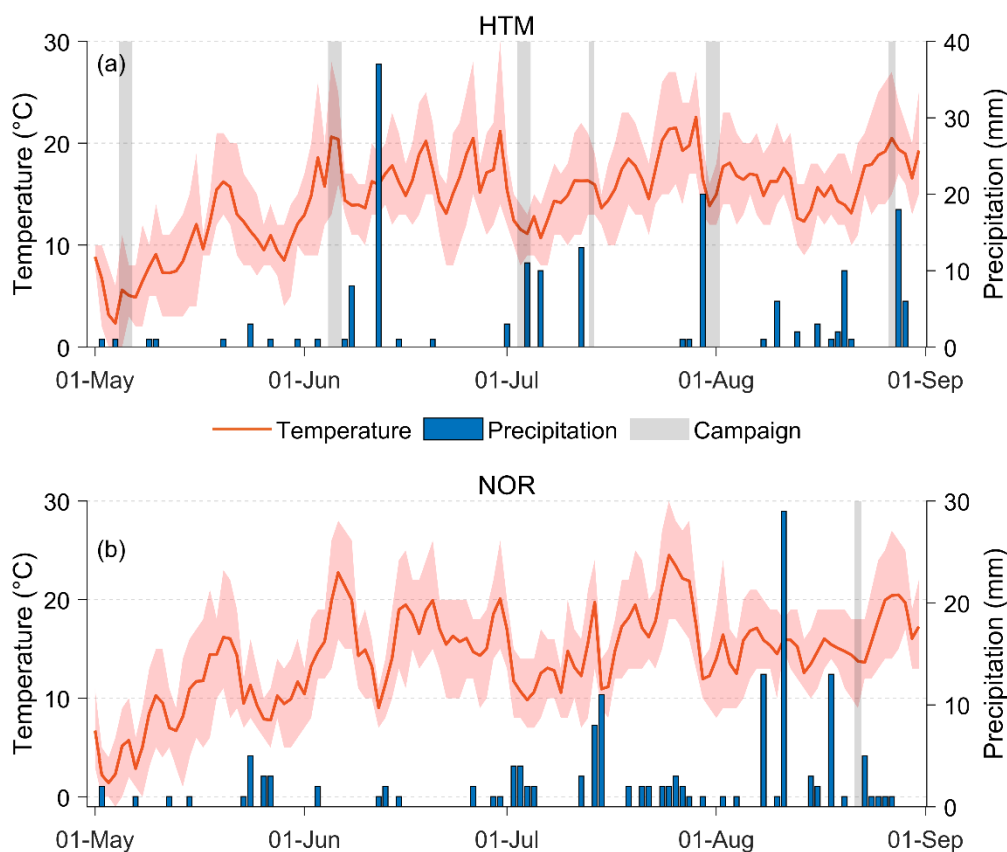 HTM
(a)
Temperature (°C)
Precipitation (mm)
30
20
10
0
40
30
20
10
0
01-May
01-Jun
01-Jul
01-Aug
01-Sep
Temperature
Precipitation
Campaign
NOR
(b)
Temperature (°C)
Precipitation (mm)
30
20
10
0
30
20
10
0
01-May
01-Jun
01-Jul
01-Aug
01-Sep